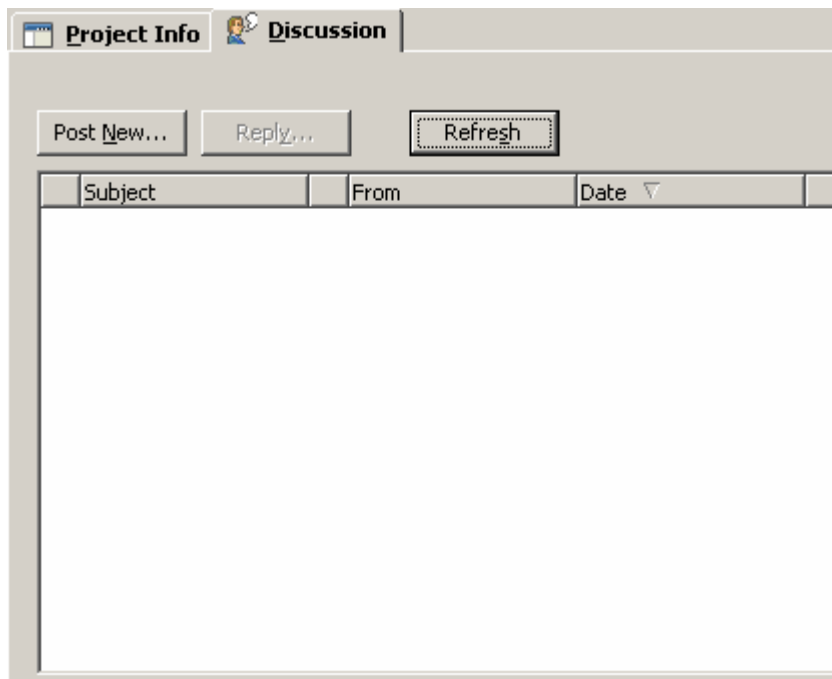 Project Info Discussion
Post New... Reply... Refresh
Subject From Date